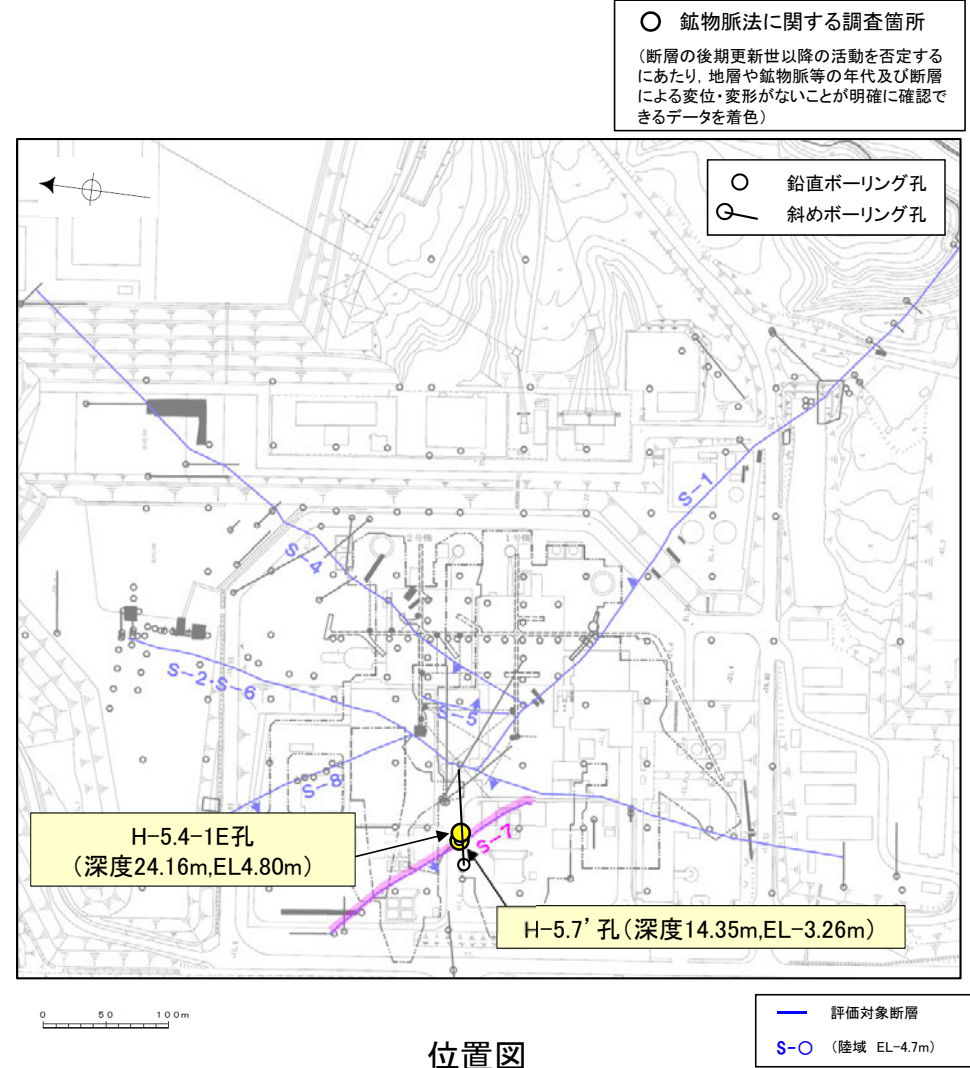 鉱物脈法に関する調査箇所
(断層の後期更新世以降の活動を否定する
にあたり, 地層や鉱物脈等の年代及び断層
による変位・変形がないことが明確に確認で
きるデータを着色)
鉛直ボーリング孔
斜めボーリング孔
S-1
S-4
2号機
1号機
S-2・S-6
S-5
S-8
S-7
H-5.4-1E孔
(深度24.16m,EL4.80m)
H-5.7’孔(深度14.35m,EL-3.26m)
0 50 100m
位置図
評価対象断層
S-○ (陸域 EL-4.7m)